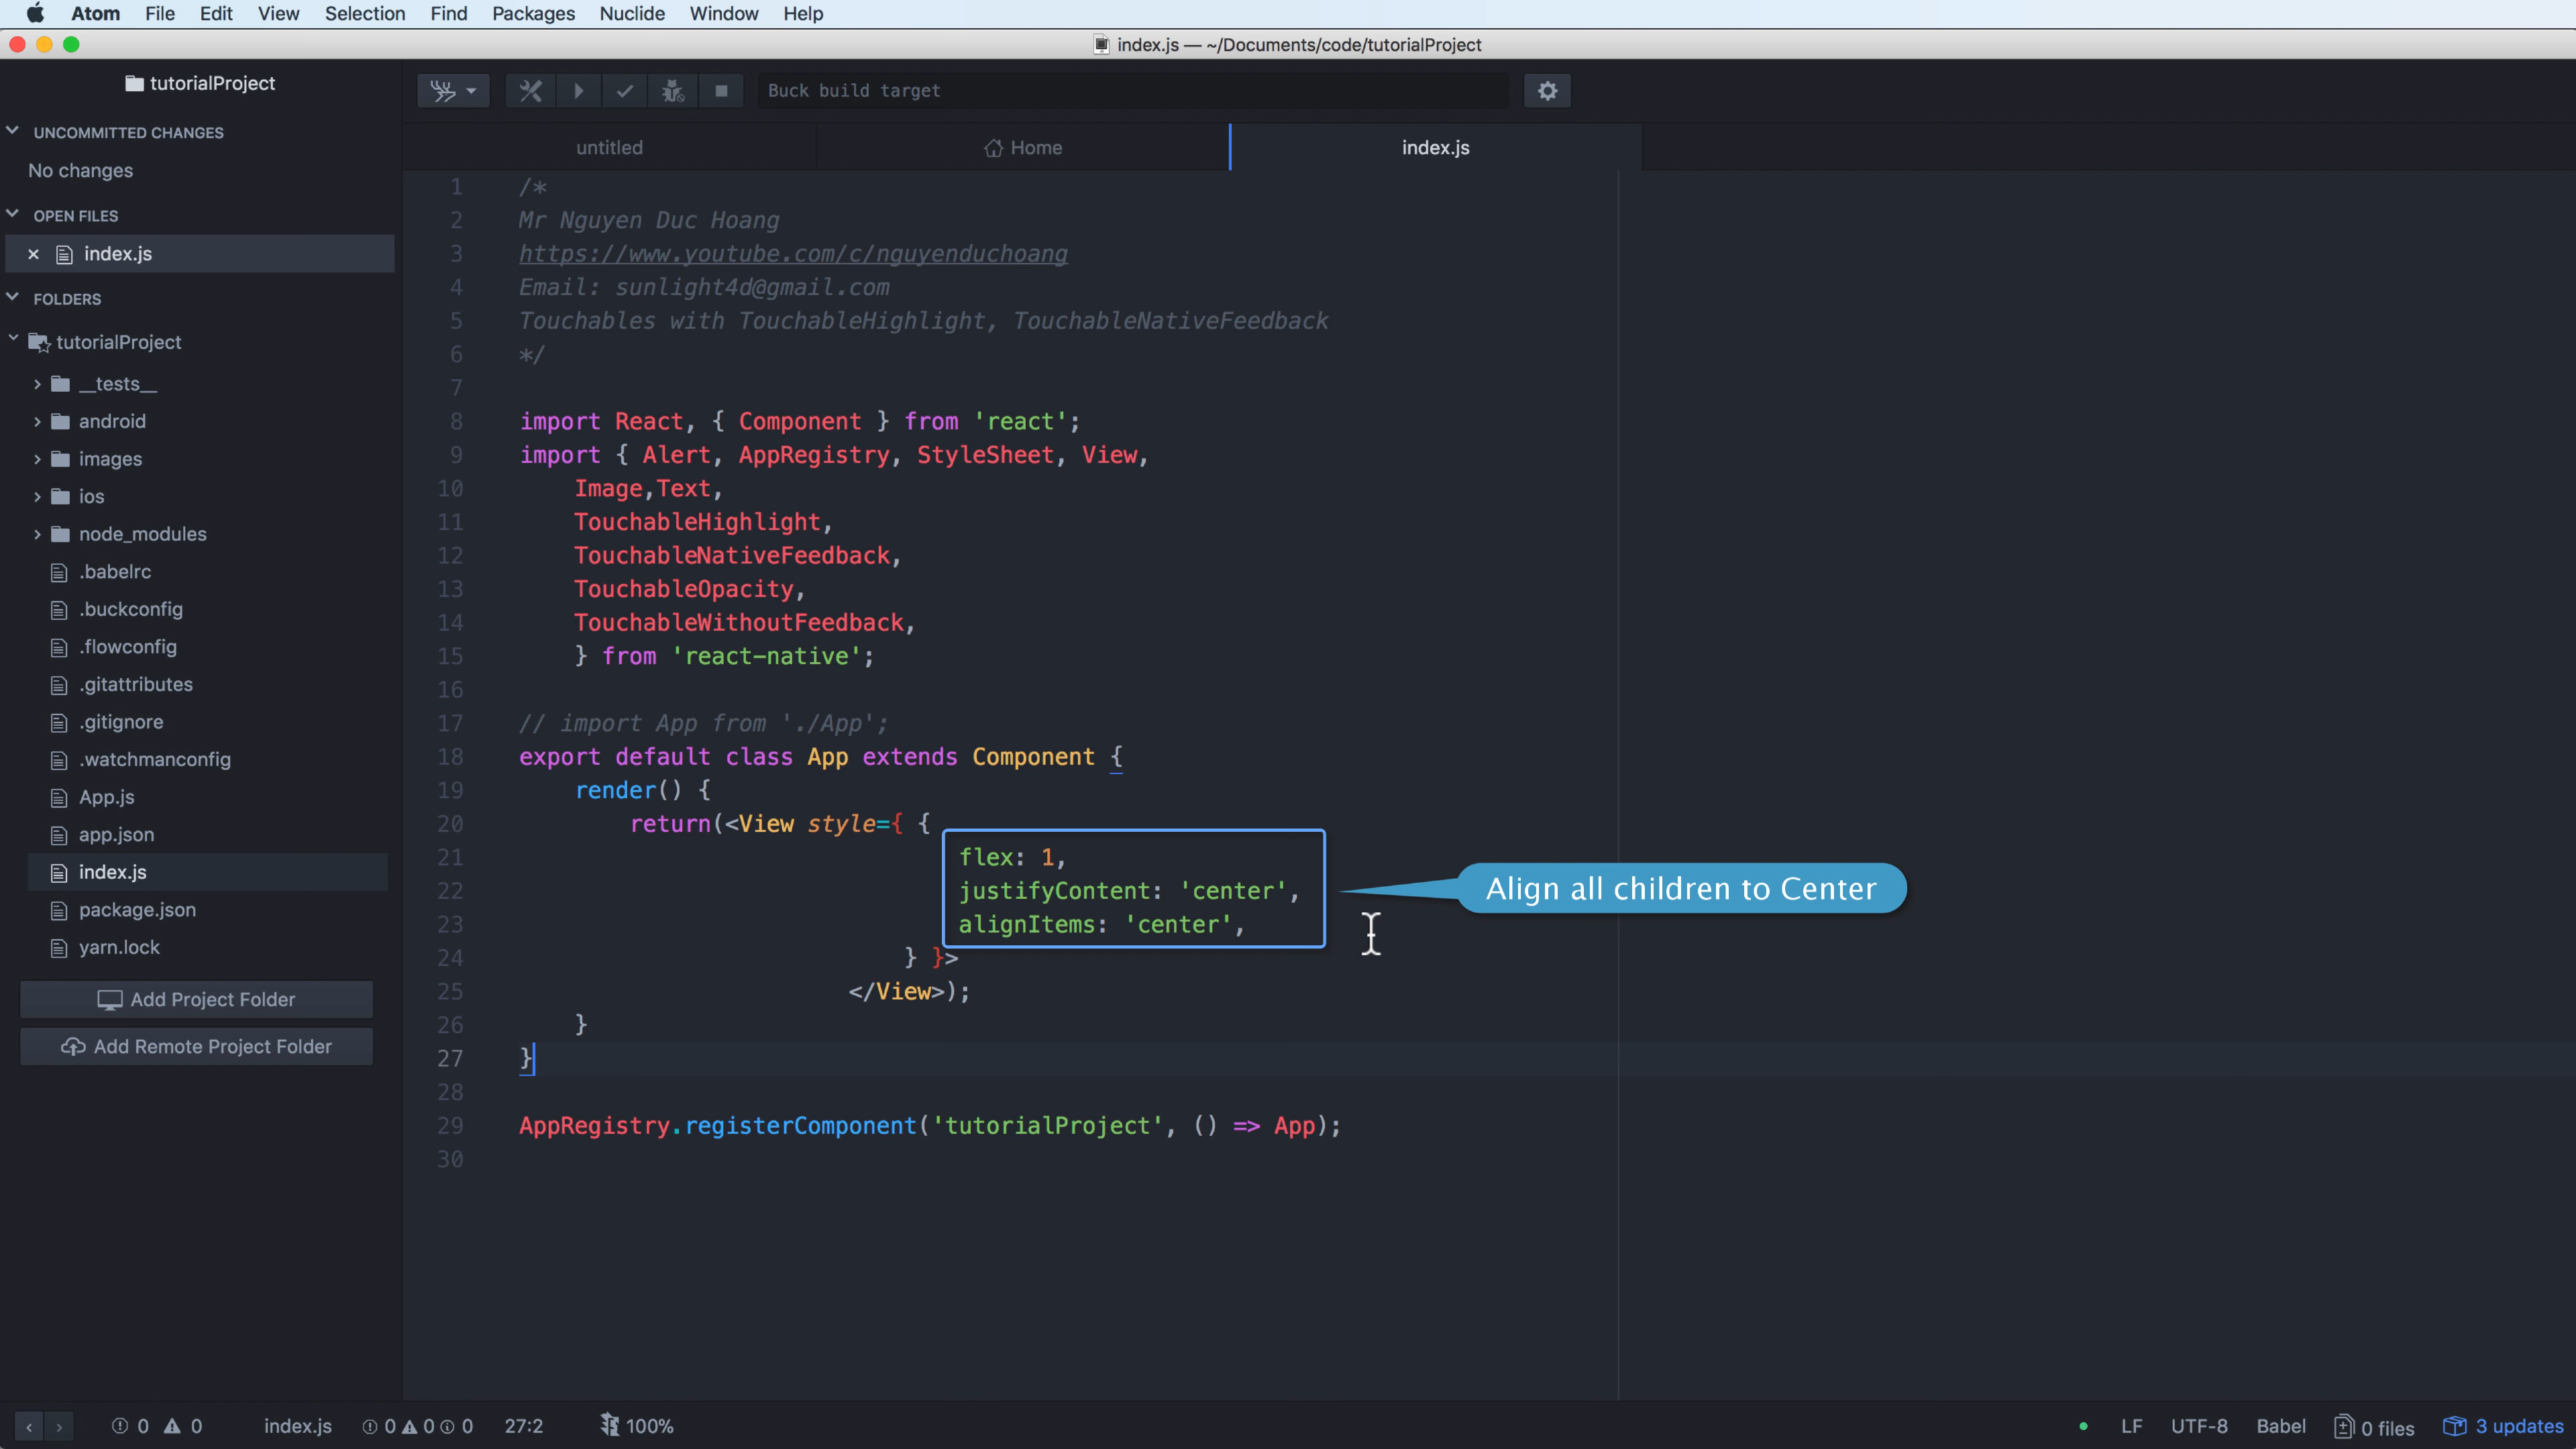 Atom File Edit View Selection Find Packages Nuclide Window Help
index.js — ~/Documents/code/tutorialProject
tutorialProject
UNCOMMITTED CHANGES
No changes
OPEN FILES
index.js
FOLDERS
tutorialProject
__tests__
android
images
ios
node_modules
.babelrc
.buckconfig
.flowconfig
.gitattributes
.gitignore
.watchmanconfig
App.js
app.json
index.js
package.json
yarn.lock
Add Project Folder
Add Remote Project Folder
Buck build target
untitled Home index.js
1 /*
2 Mr Nguyen Duc Hoang
3 https://www.youtube.com/c/nguyenduchoang
4 Email: sunlight4d@gmail.com
5 Touchables with TouchableHighlight, TouchableNativeFeedback
6 */
7
8 import React, { Component } from 'react';
9 import { Alert, AppRegistry, StyleSheet, View,
10 Image,Text,
11 TouchableHighlight,
12 TouchableNativeFeedback,
13 TouchableOpacity,
14 TouchableWithoutFeedback,
15 } from 'react-native';
16
17 // import App from './App';
18 export default class App extends Component {
19 render() {
20 return(<View style={ {
21 flex: 1,
22 justifyContent: 'center',
23 alignItems: 'center',
24 } }>
25 </View>);
26 }
27 }
28
29 AppRegistry.registerComponent('tutorialProject', () => App);
30
Align all children to Center
0 0 index.js 0 0 0 27:2 100% LF UTF-8 Babel 0 files 3 updates